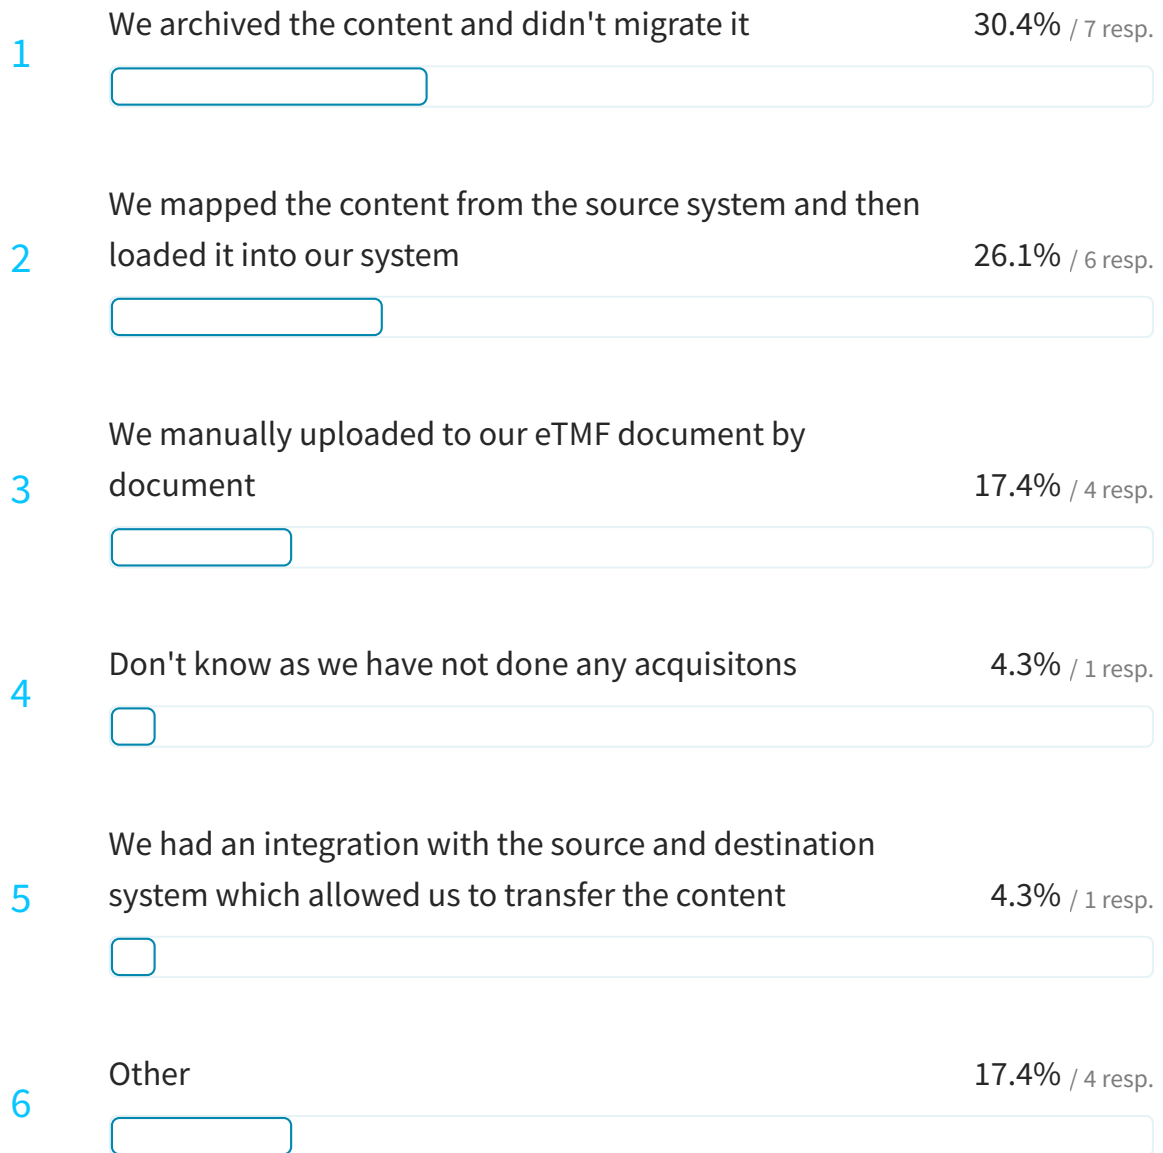 1
We archived the content and didn't migrate it
30.4% / 7 resp.
2
We mapped the content from the source system and then
loaded it into our system
26.1% / 6 resp.
3
We manually uploaded to our eTMF document by
document
17.4% / 4 resp.
4
Don't know as we have not done any acquisitons
4.3% / 1 resp.
5
We had an integration with the source and destination
system which allowed us to transfer the content
4.3% / 1 resp.
6
Other
17.4% / 4 resp.